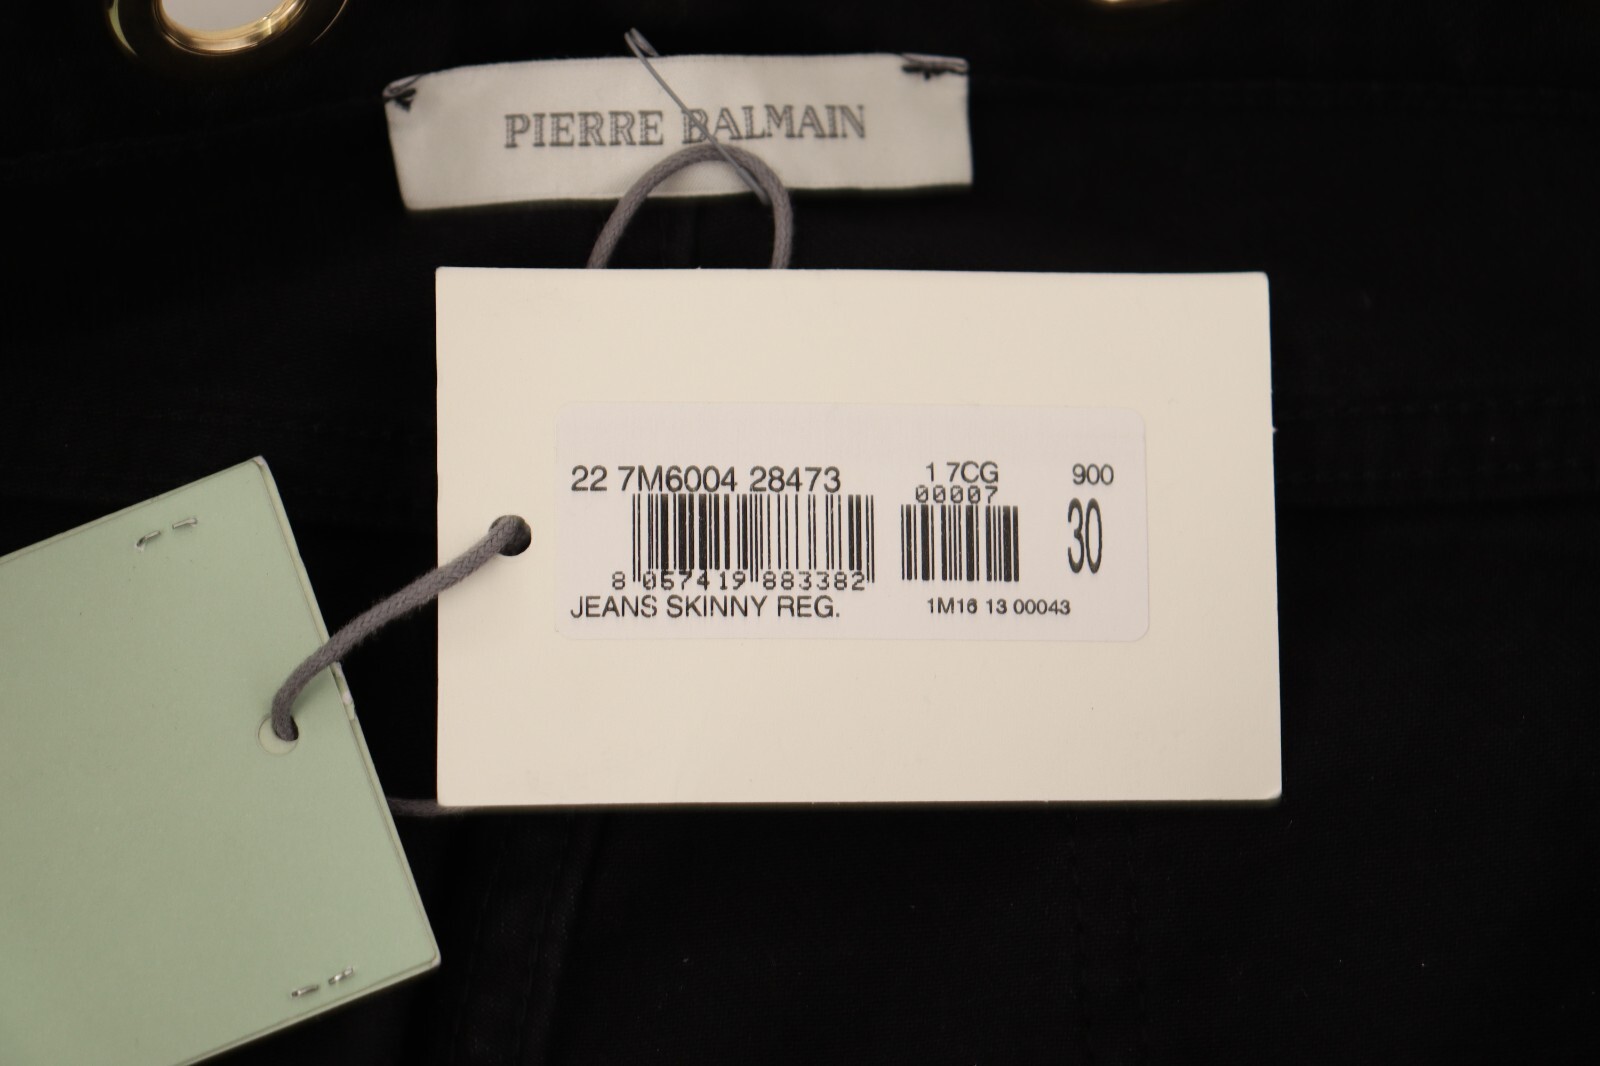 PIERRE BALMAIN
22 7M6004 28473
1 7CG
900
00007
30
8 057419 883382
JEANS SKINNY REG.
1M16 13 00043